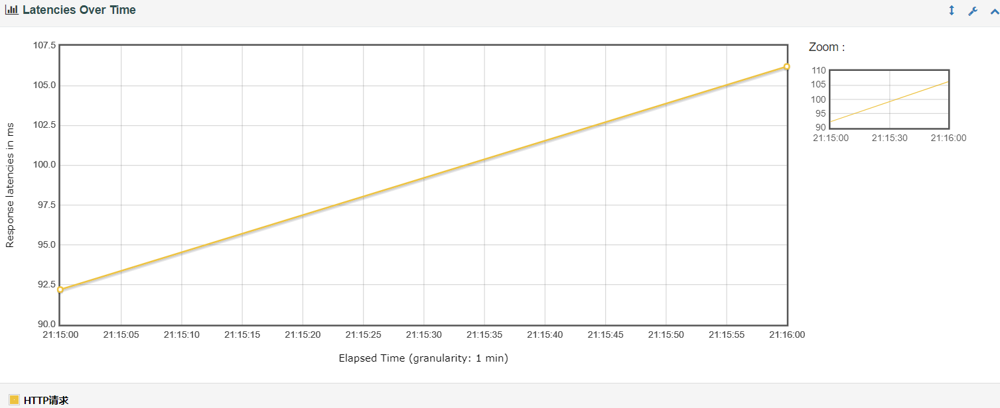 Latencies Over Time
107.5
105.0
102.5
100.0
97.5
95.0
92.5
90.0
Response latencies in ms
21:15:00 21:15:05 21:15:10 21:15:15 21:15:20 21:15:25 21:15:30 21:15:35 21:15:40 21:15:45 21:15:50 21:15:55 21:16:00
Elapsed Time (granularity: 1 min)
Zoom :
110
105
100
95
90
21:15:00 21:15:30 21:16:00
HTTP请求